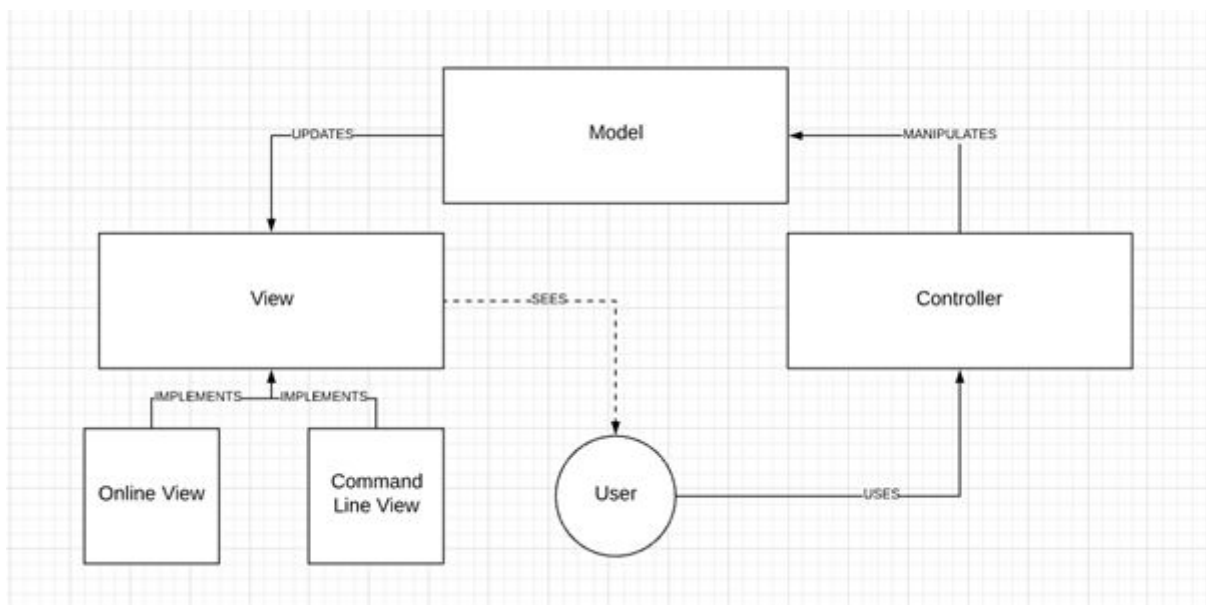 Model
UPDATES
MANIPULATES
View
SEES
Controller
IMPLEMENTS IMPLEMENTS
Online View
Command
Line View
User
USES